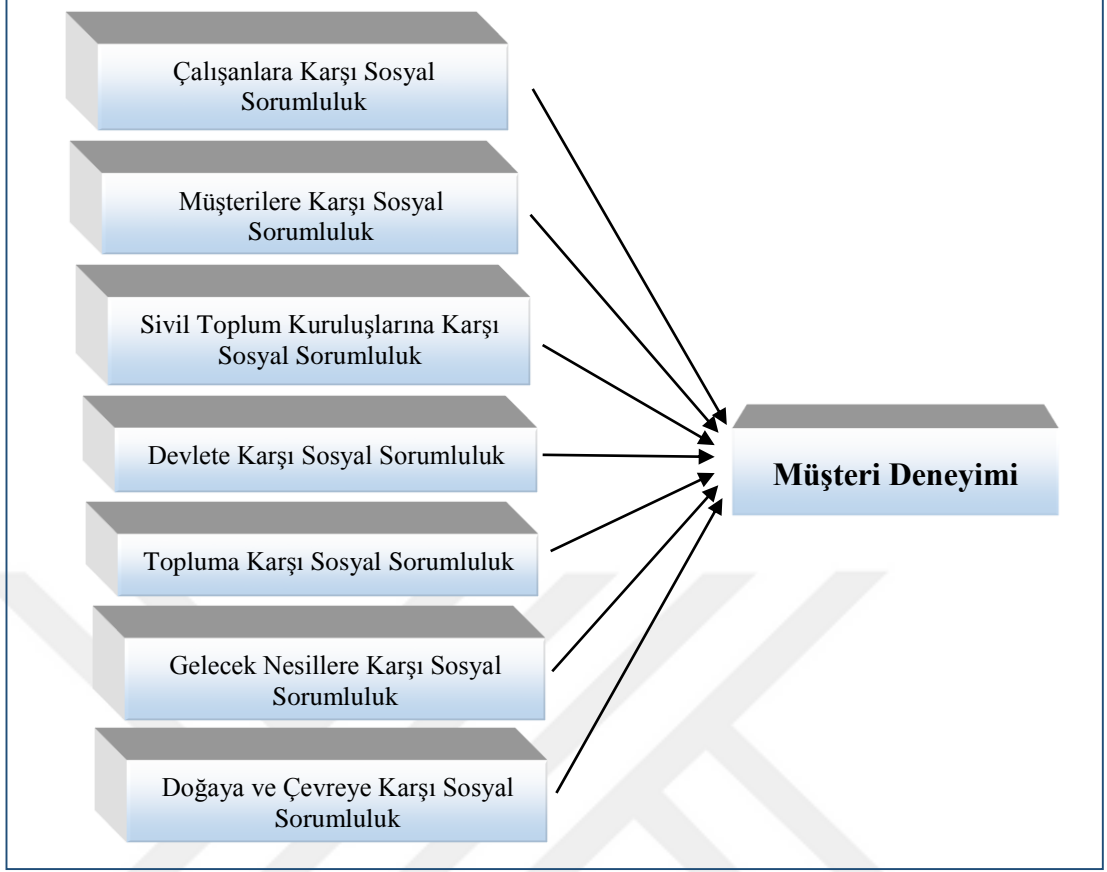 Çalışanlara Karşı Sosyal
Sorumluluk
Müşterilere Karşı Sosyal
Sorumluluk
Sivil Toplum Kuruluşlarına Karşı
Sosyal Sorumluluk
Devlete Karşı Sosyal Sorumluluk
Müşteri Deneyimi
Topluma Karşı Sosyal Sorumluluk
Gelecek Nesillere Karşı Sosyal
Sorumluluk
Doğaya ve Çevreye Karşı Sosyal
Sorumluluk